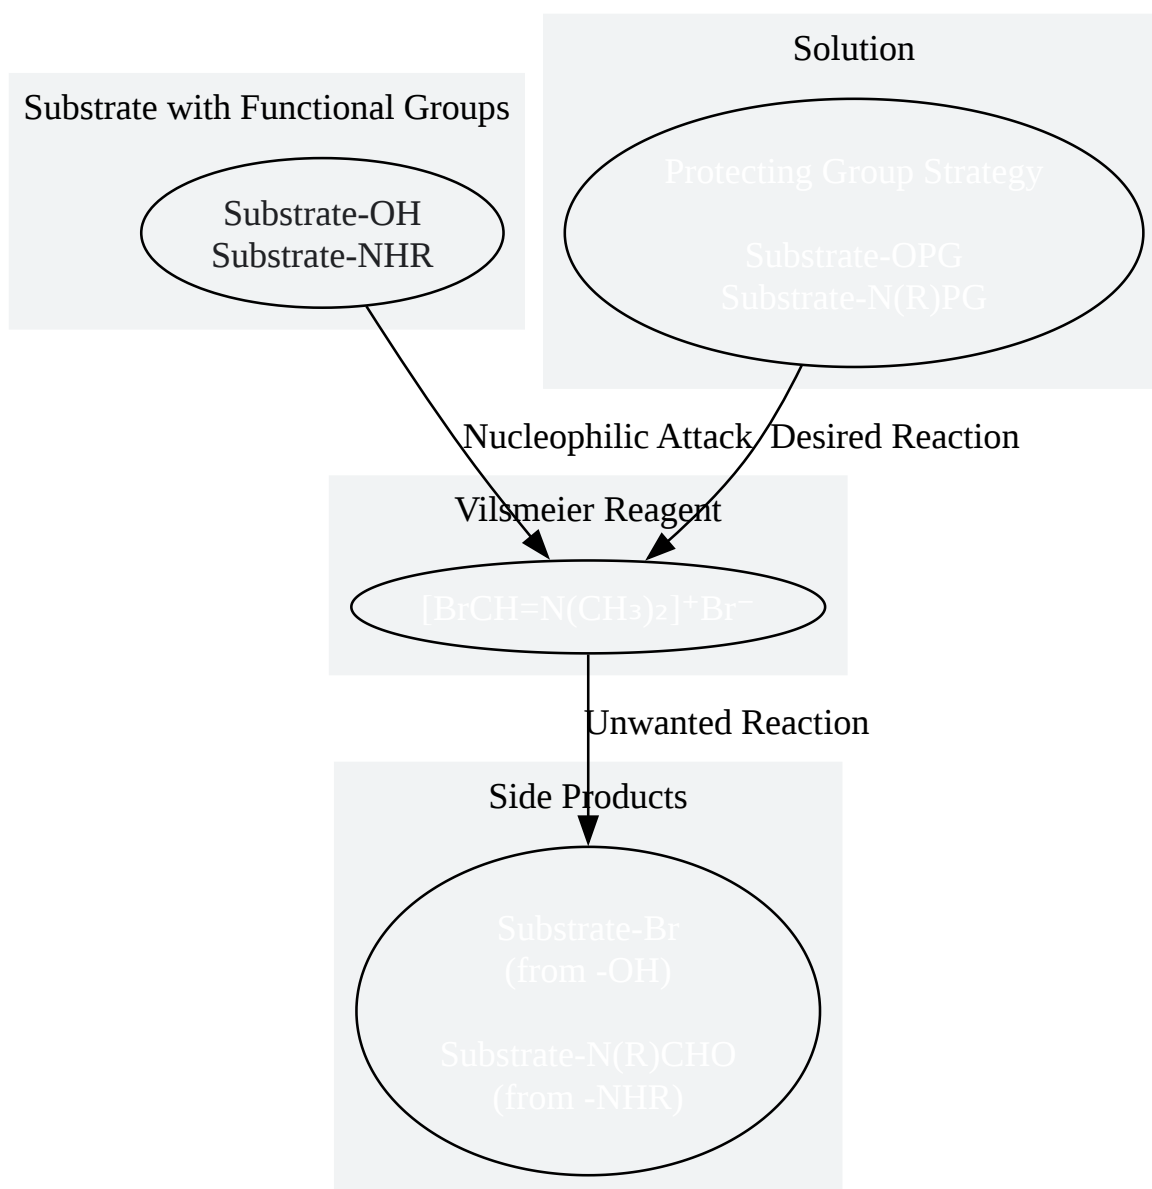 Solution
Substrate with Functional Groups
Protecting Group Strategy
Substrate-OH
Substrate-NHR
Substrate-OPG
Substrate-N(R)PG
Nucleophilic Attack
Desired Reaction
Vilsmeier Reagent
[BrCH=N(CH₃)₂]⁺Br⁻
Unwanted Reaction
Side Products
Substrate-Br
(from -OH)
Substrate-N(R)CHO
(from -NHR)